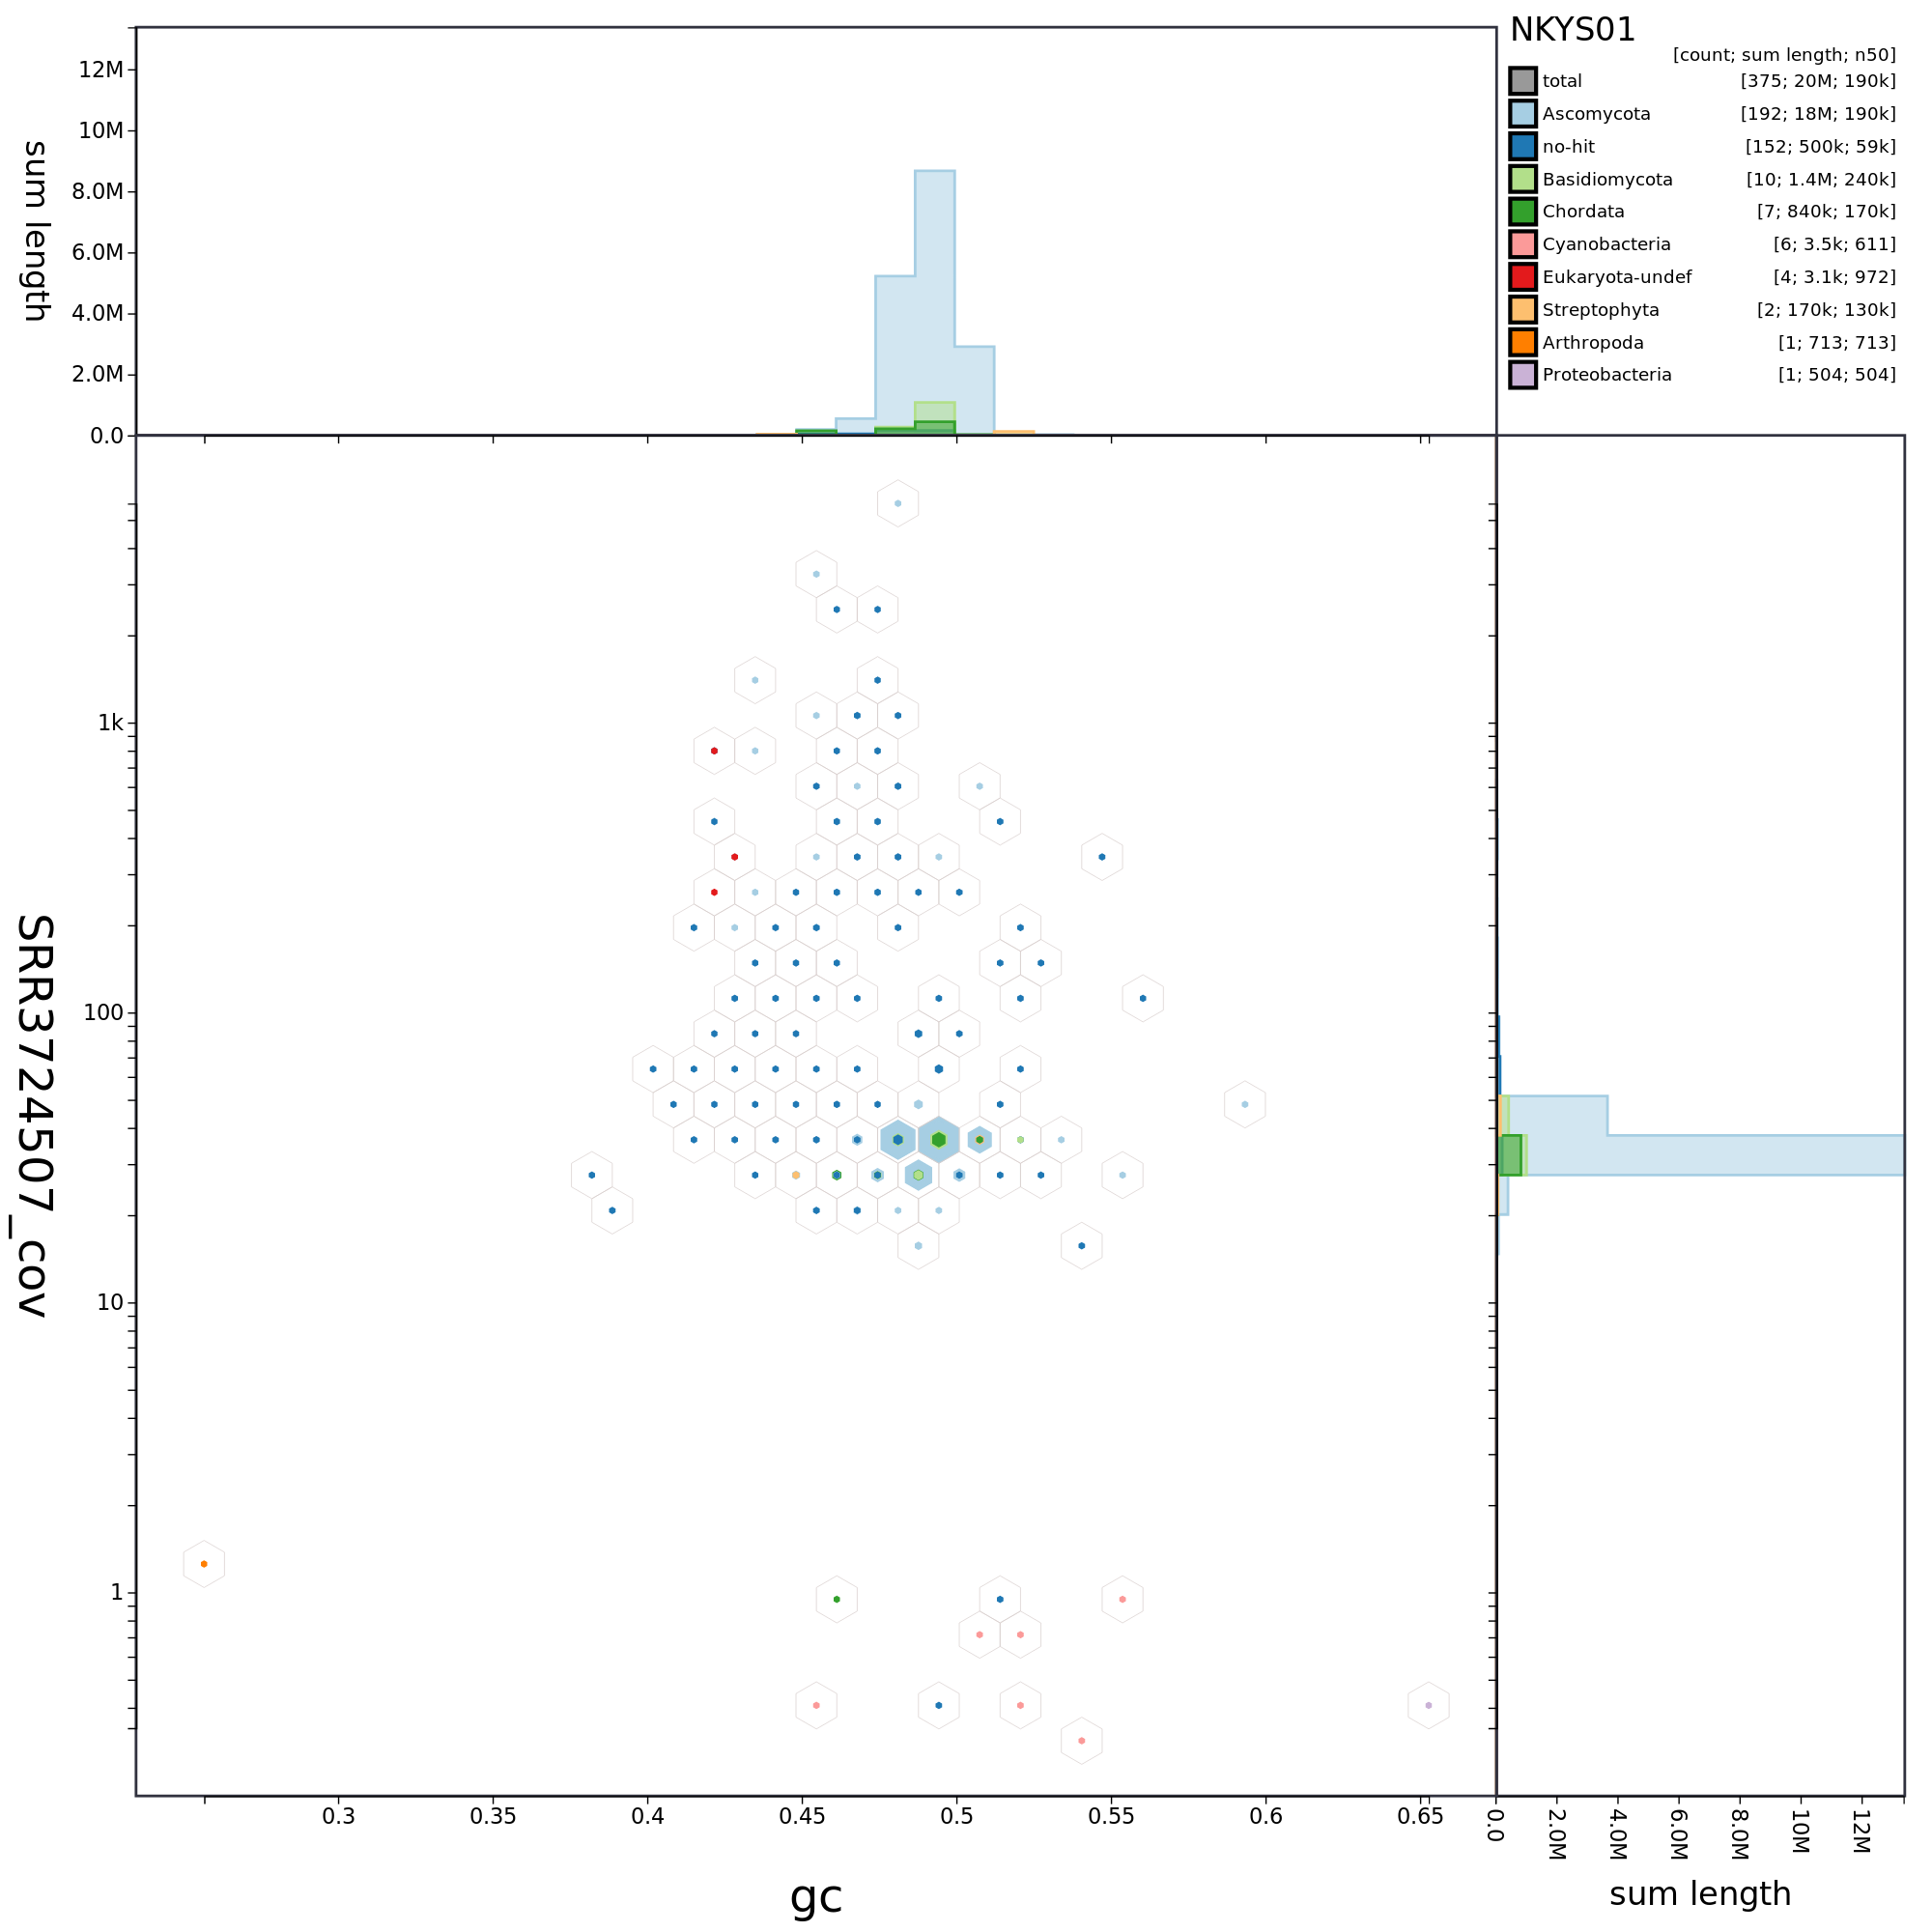 NKYS01
[count; sum length; n50]
total [375; 20M; 190k]
Ascomycota [192; 18M; 190k]
no-hit [152; 500k; 59k]
Basidiomycota [10; 1.4M; 240k]
Chordata [7; 840k; 170k]
Cyanobacteria [6; 3.5k; 611]
Eukaryota-undef [4; 3.1k; 972]
Streptophyta [2; 170k; 130k]
Arthropoda [1; 713; 713]
Proteobacteria [1; 504; 504]
sum length
12M
10M
8.0M
6.0M
4.0M
2.0M
0.0
SRR3724507_cov
1k
100
10
1
0.3 0.35 0.4 0.45 0.5 0.55 0.6 0.65
gc
0.0 2.0M 4.0M 6.0M 8.0M 10M 12M
sum length